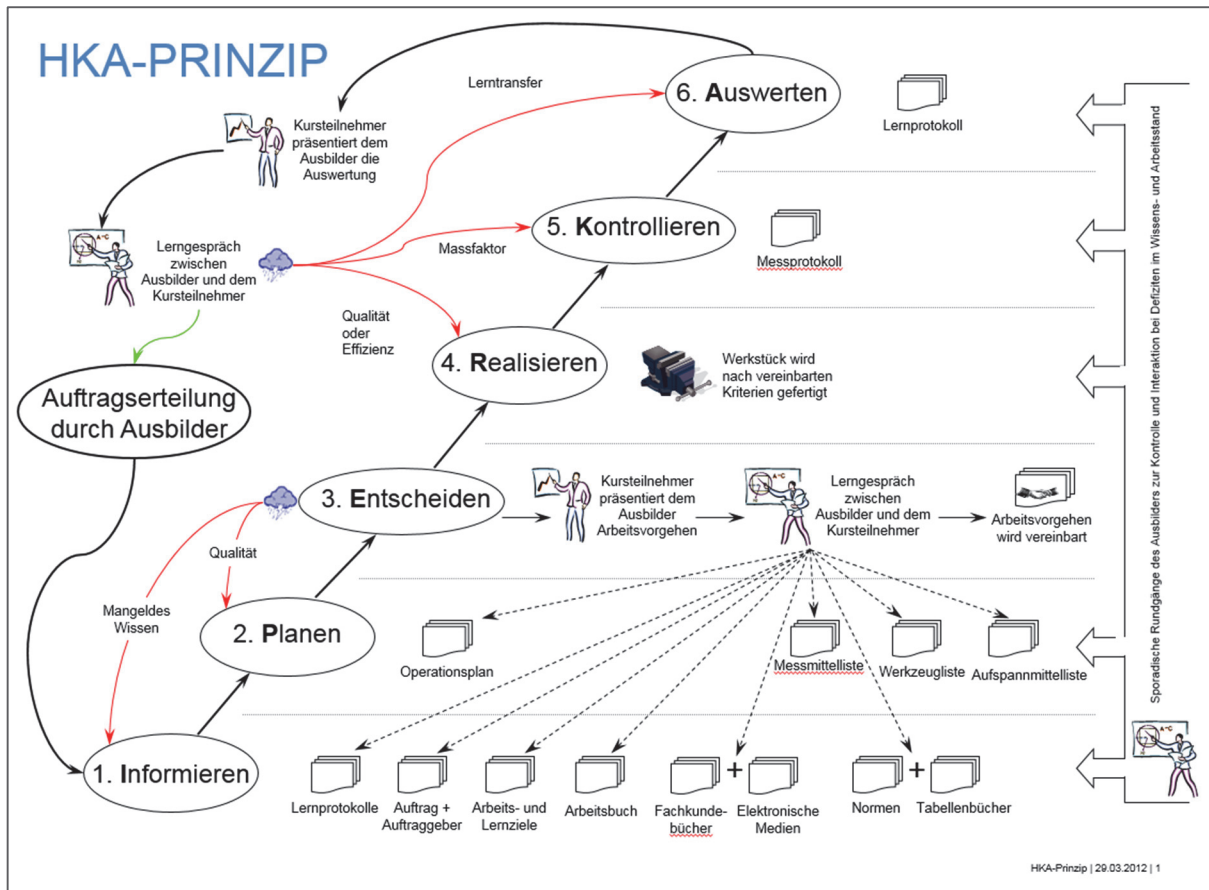 HKA-PRINZIP
Lerntransfer
6. Auswerten
Lernprotokoll
Kursteilnehmer
präsentiert dem
Ausbilder die
Auswertung
5. Kontrollieren
Massfaktor
Messprotokoll
Lerngespräch
zwischen
Ausbilder und dem
Kursteilnehmer
Qualität
oder
Effizienz
4. Realisieren
Werkstück wird
nach vereinbarten
Kriterien gefertigt
Auftragserteilung
durch Ausbilder
3. Entscheiden
Kursteilnehmer
präsentiert dem
Ausbilder
Arbeitsvorgehen
Lerngespräch
zwischen
Ausbilder und dem
Kursteilnehmer
Arbeitsvorgehen
wird vereinbart
Qualität
Mangeldes
Wissen
2. Planen
Operationsplan
Messmittelliste
Werkzeugliste
Aufspannmittelliste
1. Informieren
Lernprotokolle
Auftrag +
Auftraggeber
Arbeits- und
Lernziele
Arbeitsbuch
Fachkunde-
bücher
+
Elektronische
Medien
Normen
+
Tabellenbücher
Sporadische Rundgänge des Ausbilders zur Kontrolle und Interaktion bei Defiziten im Wissens- und Arbeitsstand
HKA-Prinzip | 29.03.2012 | 1